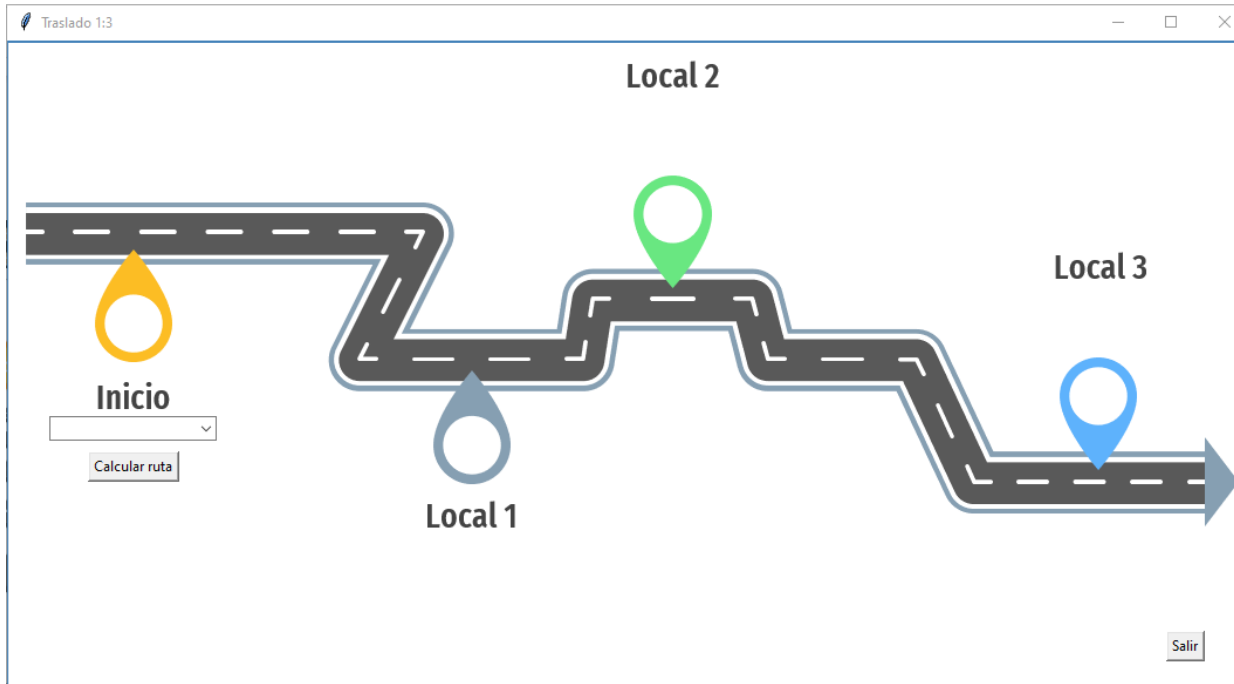 Traslado 1:3
Local 2
Local 3
Inicio
Calcular ruta
Local 1
Salir